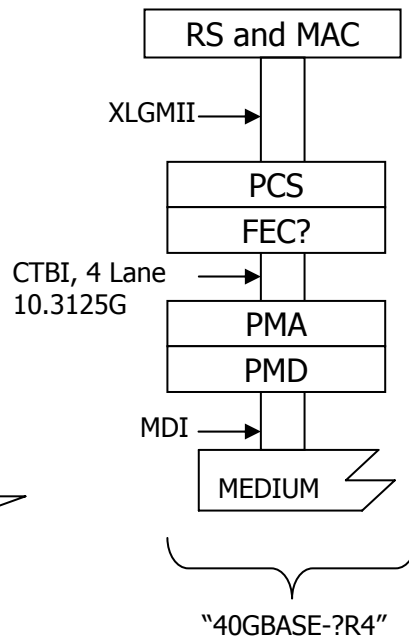 RS and MAC
XLGMII
PCS
FEC?
CTBI, 4 Lane
10.3125G
PMA
PMD
MDI
MEDIUM
“40GBASE-?R4”